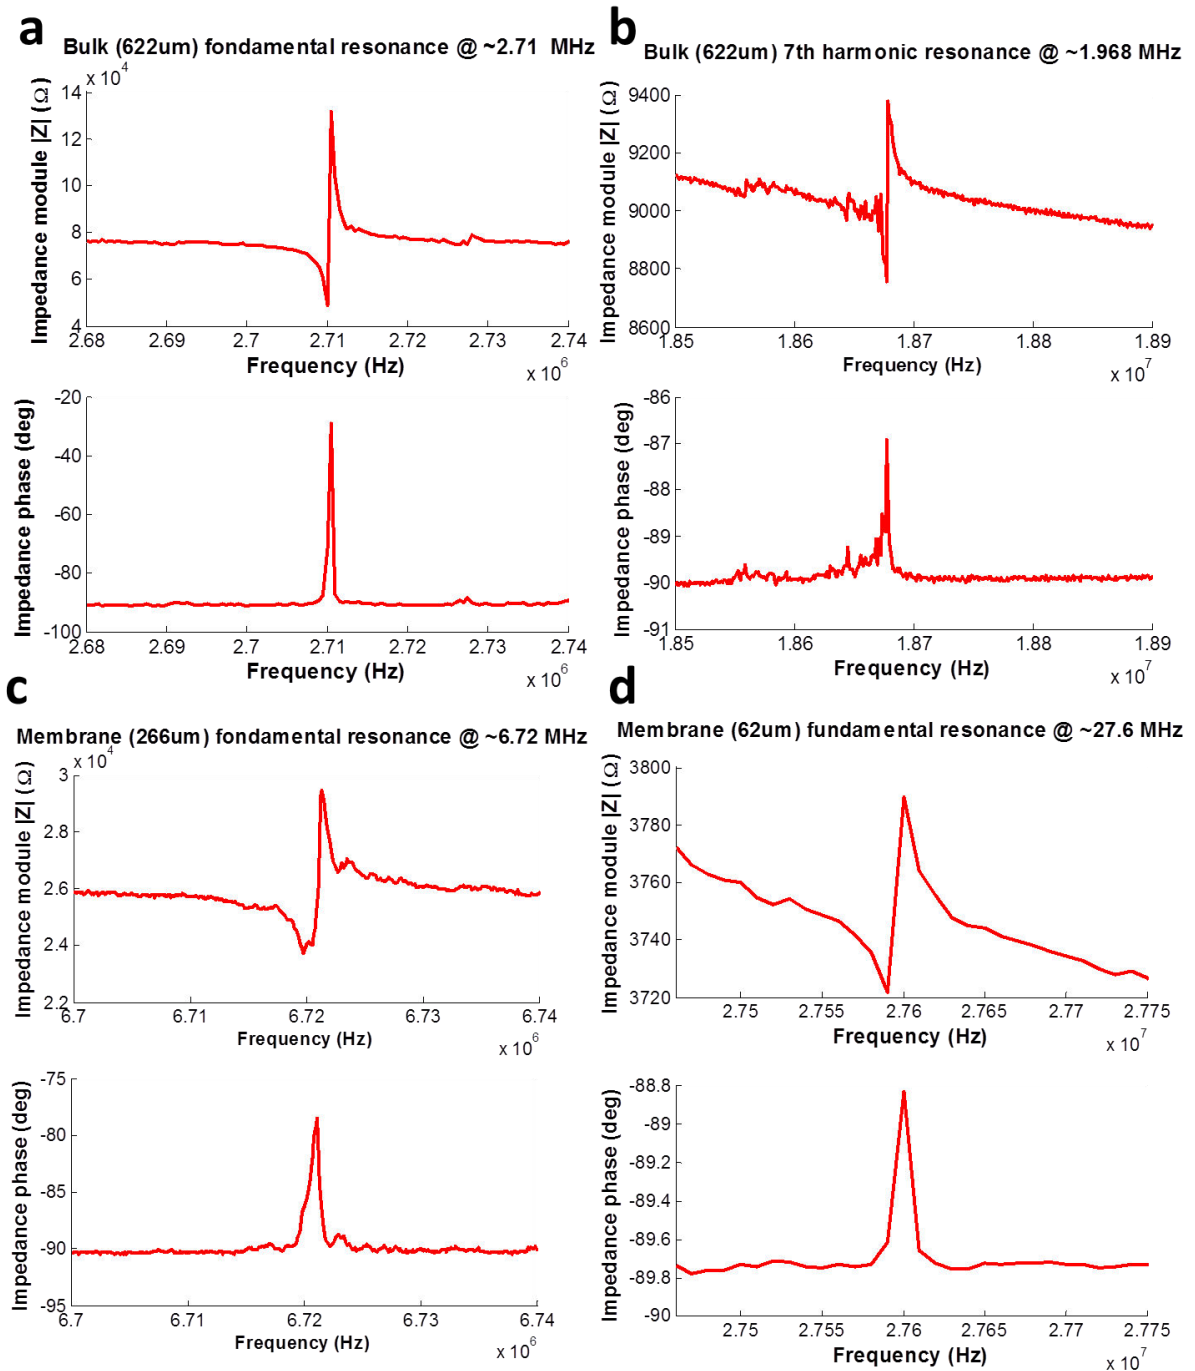 a
Bulk (622um) fondamental resonance @ ~2.71 MHz
x 10^4
Impedance module |Z| (Ω)
14
12
10
8
6
4
2.68 2.69 2.7 2.71 2.72 2.73 2.74
Frequency (Hz)
x 10^6
Impedance phase (deg)
-20
-40
-60
-80
-100
2.68 2.69 2.7 2.71 2.72 2.73 2.74
Frequency (Hz)
x 10^6
b
Bulk (622um) 7th harmonic resonance @ ~1.968 MHz
Impedance module |Z| (Ω)
9400
9200
9000
8800
8600
1.85 1.86 1.87 1.88 1.89
Frequency (Hz)
x 10^7
Impedance phase (deg)
-86
-87
-88
-89
-90
-91
1.85 1.86 1.87 1.88 1.89
Frequency (Hz)
x 10^7
c
Membrane (266um) fondamental resonance @ ~6.72 MHz
x 10^4
Impedance module |Z| (Ω)
3
2.8
2.6
2.4
2.2
6.7 6.71 6.72 6.73 6.74
Frequency (Hz)
x 10^6
Impedance phase (deg)
-75
-80
-85
-90
-95
6.7 6.71 6.72 6.73 6.74
Frequency (Hz)
x 10^6
d
Membrane (62um) fundamental resonance @ ~27.6 MHz
Impedance module |Z| (Ω)
3800
3780
3760
3740
3720
2.75 2.755 2.76 2.765 2.77 2.775
Frequency (Hz)
x 10^7
Impedance phase (deg)
-88.8
-89
-89.2
-89.4
-89.6
-89.8
-90
2.75 2.755 2.76 2.765 2.77 2.775
Frequency (Hz)
x 10^7